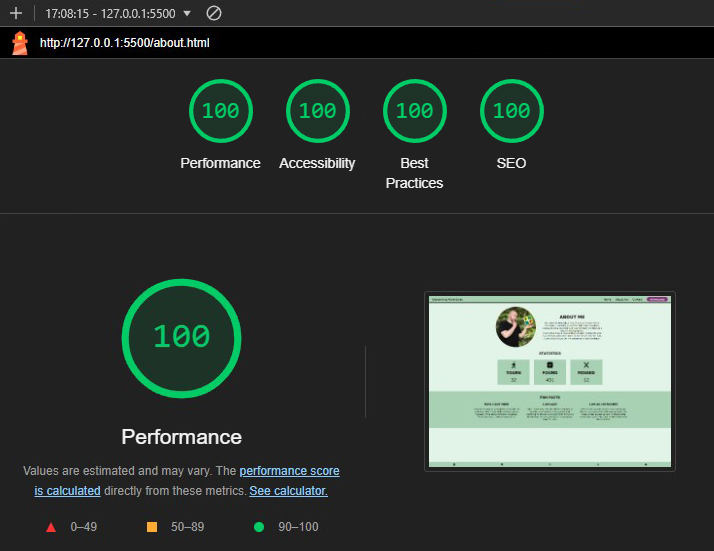 17:08:15 - 127.0.0.1:5500
http://127.0.0.1:5500/about.html
100 100 100 100
Performance Accessibility Best Practices SEO
100
Performance
Values are estimated and may vary. The performance score
is calculated directly from these metrics. See calculator.
0–49 50–89 90–100
ABOUT ME
STATISTICS
FUN FACTS